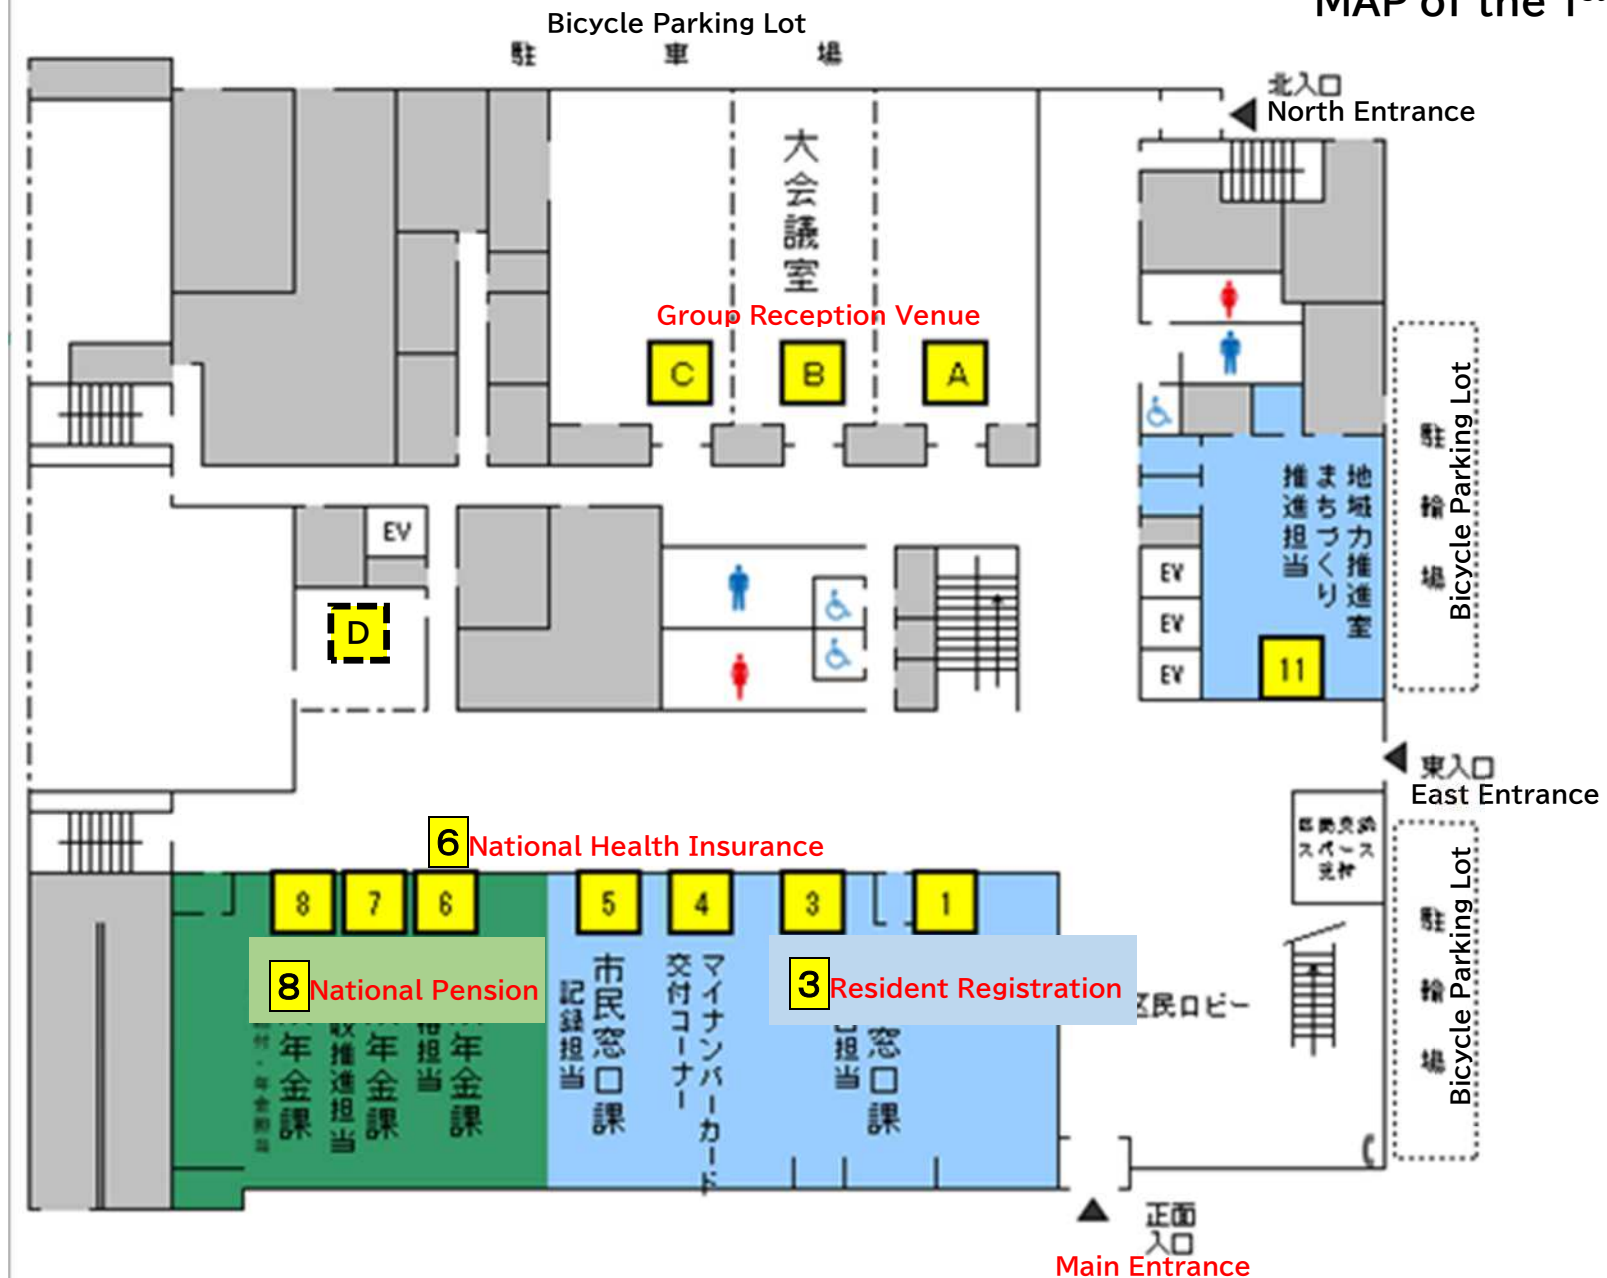 MAP of the 1st
Bicycle Parking Lot
駐車場
北入口
North Entrance
大会議室
Group Reception Venue
C
B
A
Bicycle Parking Lot
駐輪場
地域力推進室
まちづくり
推進担当
EV
EV
EV
EV
D
11
東入口
East Entrance
6
National Health Insurance
8
7
6
5
4
3
1
8
National Pension
3
Resident Registration
年金課
推進担当
年金課
担当
年金課
市民窓口課
記録担当
マイナンバーカード
交付コーナー
窓口課
担当
区民ロビー
Bicycle Parking Lot
駐輪場
正面
入口
Main Entrance